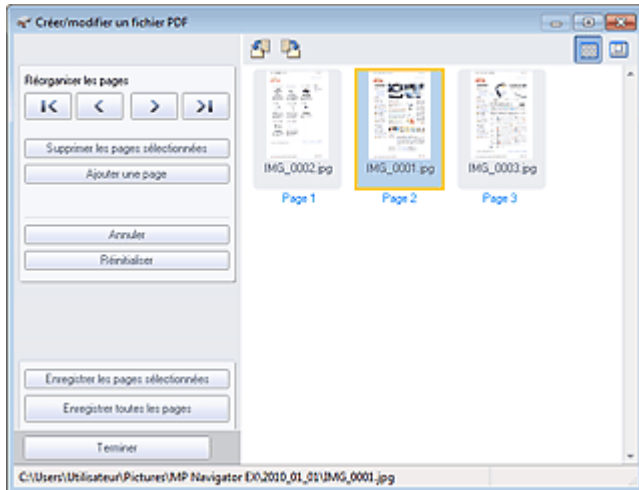 Créer/modifier un fichier PDF
Réorganiser les pages
Supprimer les pages sélectionnées
Ajouter une page
Annuler
Réinitialiser
Enregistrer les pages sélectionnées
Enregistrer toutes les pages
Terminer
IMG_0002.jpg IMG_0001.jpg IMG_0003.jpg
Page 1 Page 2 Page 3
C:\Users\Utilisateur\Pictures\MP Navigator EX\2010_01_01\IMG_0001.jpg